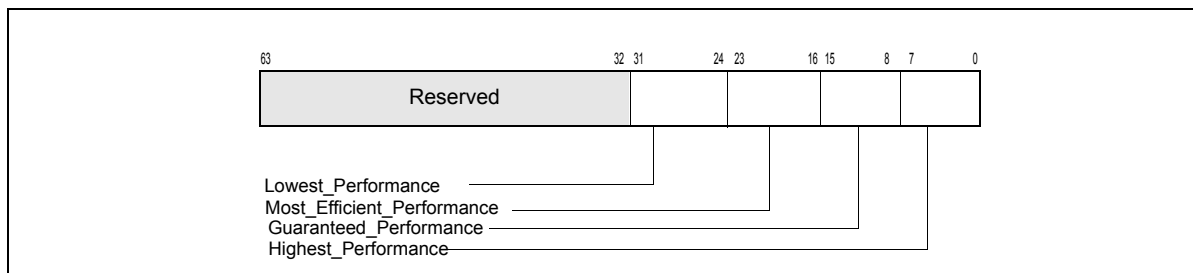 63 32 31 24 23 16 15 8 7 0
Reserved
Lowest_Performance
Most_Efficient_Performance
Guaranteed_Performance
Highest_Performance